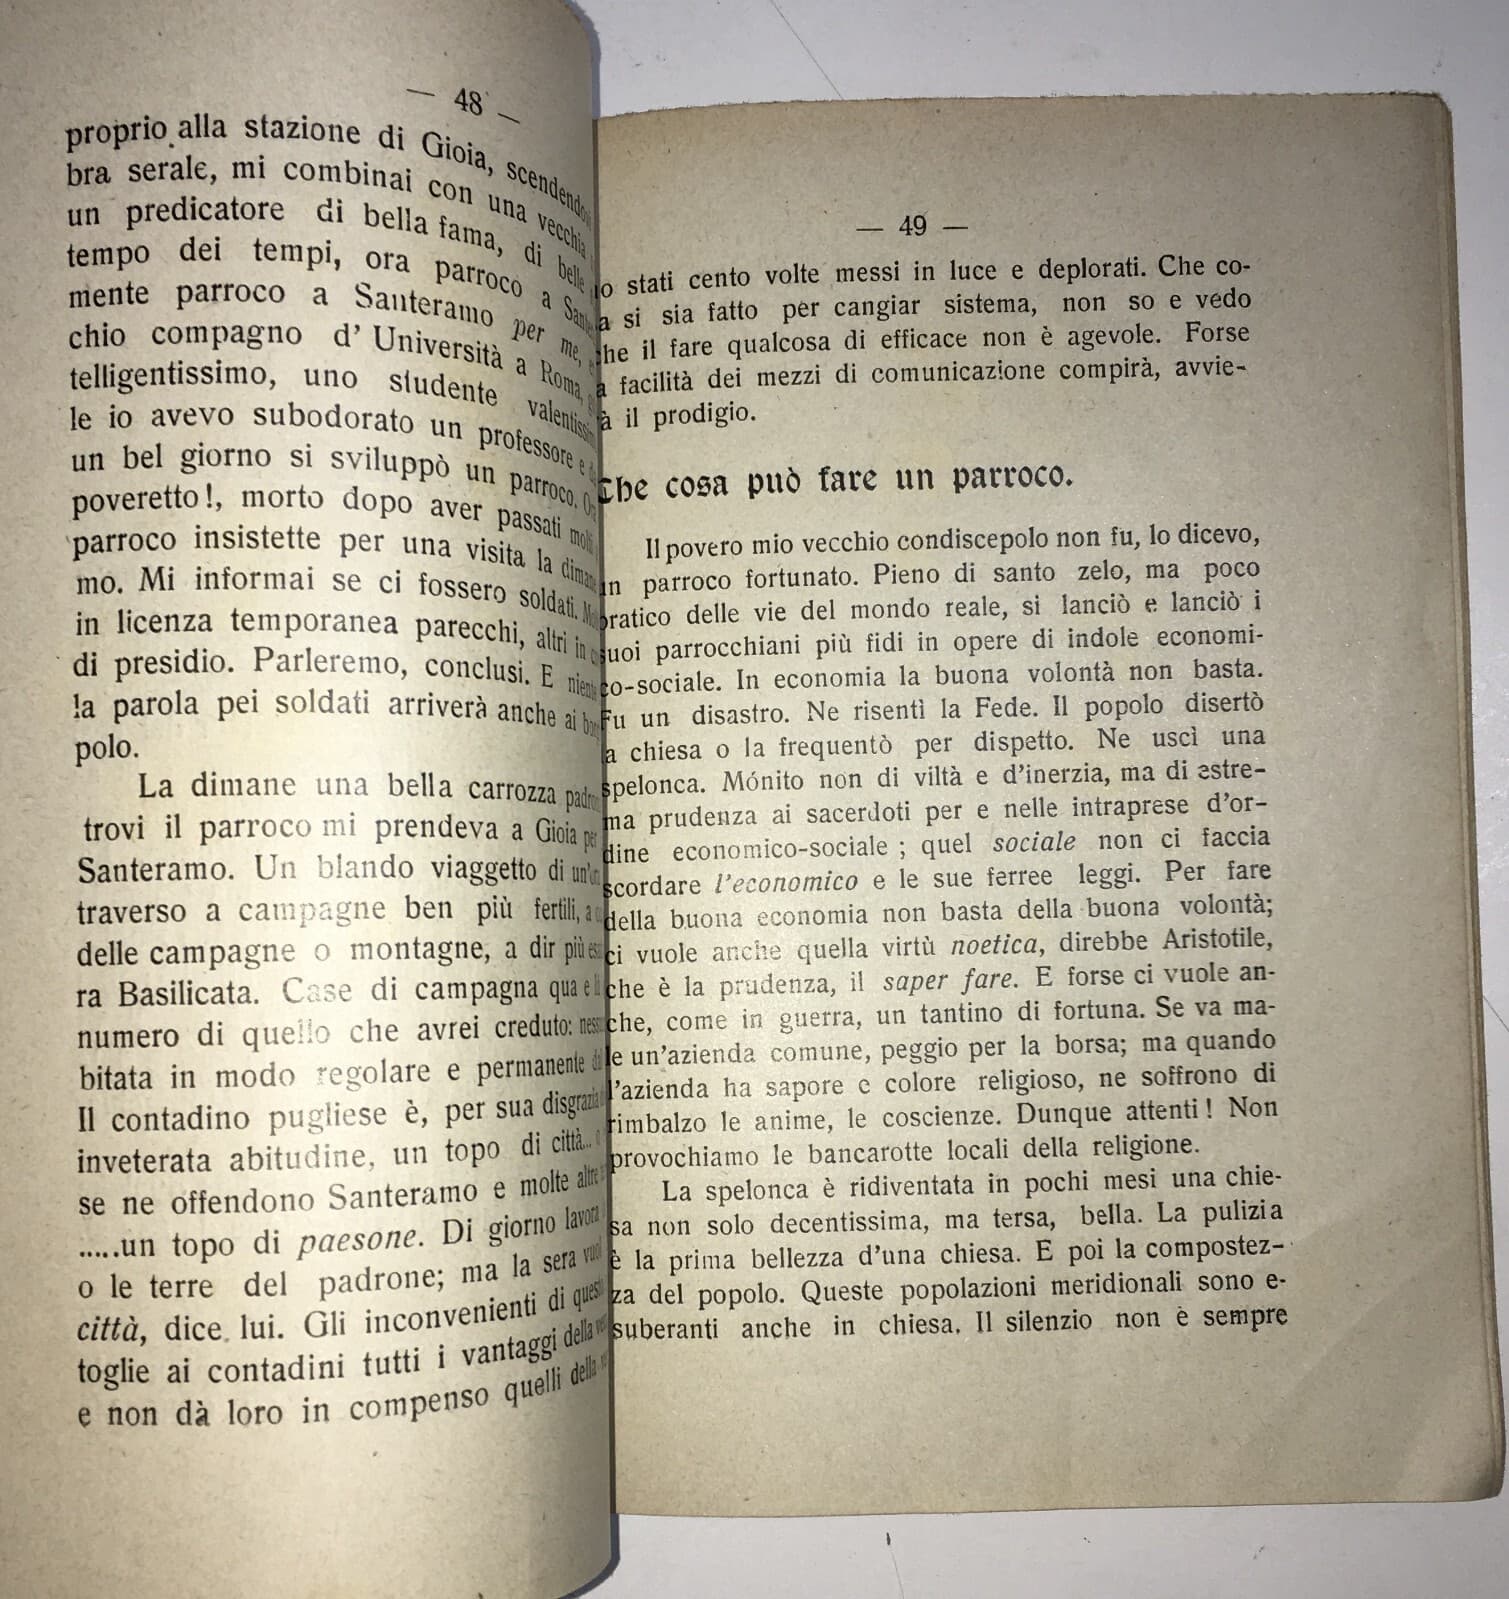 — 48 —
proprio alla stazione di Gioia, scendendo
bra serale, mi combinai con una vecchia
un predicatore di bella fama, di belle
tempo dei tempi, ora parroco a
mente parroco a Santeramo per me,
chio compagno d' Università a Roma,
telligentissimo, uno studente
le io avevo subodorato un professore e
un bel giorno si sviluppò un parroco.
poveretto!, morto dopo aver passati
parroco insistette per una visita la
mo. Mi informai se ci fossero soldati.
in licenza temporanea parecchi, altri in
di presidio. Parleremo, conclusi. E
la parola pei soldati arriverà anche ai
polo.
La dimane una bella carrozza
trovi il parroco mi prendeva a Gioia per
Santeramo. Un blando viaggetto di
traverso a campagne ben più fertili, a
delle campagne o montagne, a dir più
ra Basilicata. Case di campagna qua e
numero di quello che avrei creduto:
bitata in modo regolare e permanente
Il contadino pugliese è, per sua
inveterata abitudine, un topo di città...
se ne offendono Santeramo e molte altre
.....un topo di paesone. Di giorno lavora
o le terre del padrone; ma la sera
città, dice lui. Gli inconvenienti di
toglie ai contadini tutti i vantaggi della
e non dà loro in compenso quelli della
— 49 —
o stati cento volte messi in luce e deplorati. Che co-
a si sia fatto per cangiar sistema, non so e vedo
he il fare qualcosa di efficace non è agevole. Forse
a facilità dei mezzi di comunicazione compirà, avvie-
à il prodigio.
Che cosa può fare un parroco.
Il povero mio vecchio condiscepolo non fu, lo dicevo,
un parroco fortunato. Pieno di santo zelo, ma poco
pratico delle vie del mondo reale, si lanciò e lanciò i
suoi parrocchiani più fidi in opere di indole economi-
co-sociale. In economia la buona volontà non basta.
Fu un disastro. Ne risentì la Fede. Il popolo disertò
la chiesa o la frequentò per dispetto. Ne uscì una
spelonca. Mónito non di viltà e d'inerzia, ma di estre-
ma prudenza ai sacerdoti per e nelle intraprese d'or-
dine economico-sociale ; quel sociale non ci faccia
scordare l'economico e le sue ferree leggi. Per fare
della buona economia non basta della buona volontà;
ci vuole anche quella virtù noetica, direbbe Aristotile,
che è la prudenza, il saper fare. E forse ci vuole an-
che, come in guerra, un tantino di fortuna. Se va ma-
le un'azienda comune, peggio per la borsa; ma quando
l'azienda ha sapore e colore religioso, ne soffrono di
rimbalzo le anime, le coscienze. Dunque attenti ! Non
provochiamo le bancarotte locali della religione.
La spelonca è ridiventata in pochi mesi una chie-
sa non solo decentissima, ma tersa, bella. La pulizia
è la prima bellezza d'una chiesa. E poi la compostez-
za del popolo. Queste popolazioni meridionali sono e-
suberanti anche in chiesa. Il silenzio non è sempre